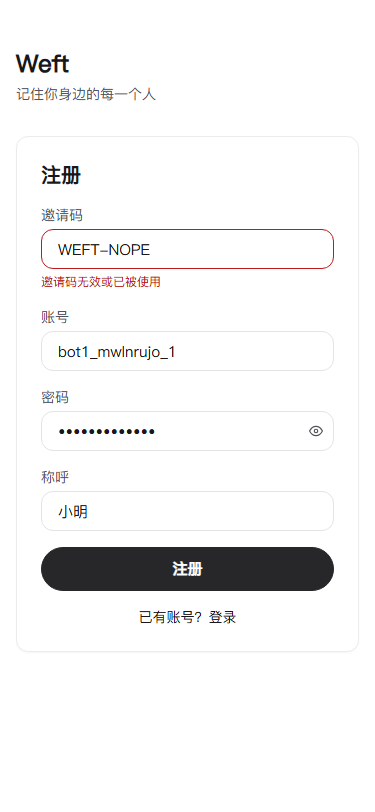 Weft
记住你身边的每一个人
注册
邀请码
WEFT-NOPE
邀请码无效或已被使用
账号
bot1_mwlnrujo_1
密码
•••••••••••••
称呼
小明
注册
已有账号？登录